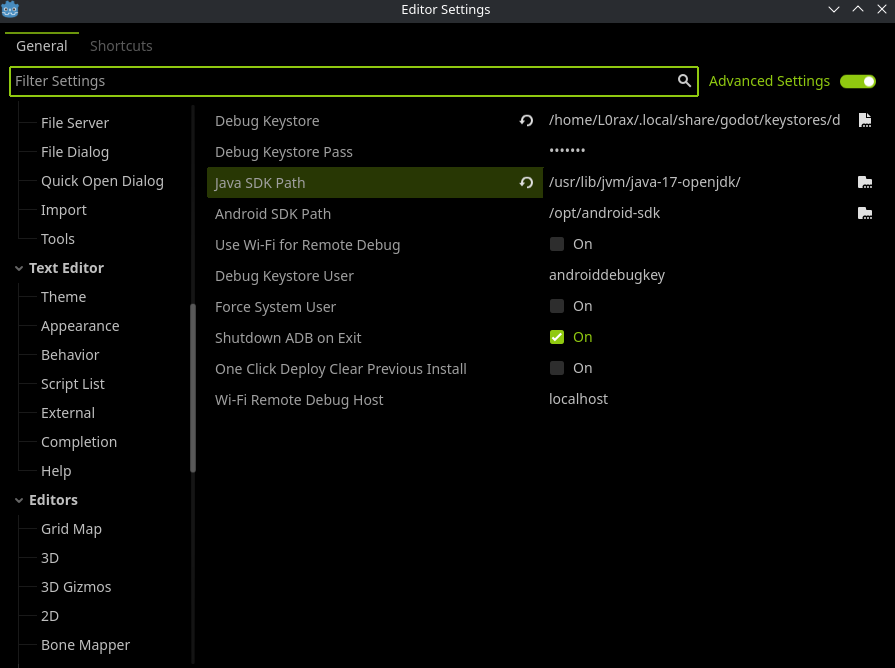 Editor Settings
General Shortcuts
Filter Settings Advanced Settings
File Server
File Dialog
Quick Open Dialog
Import
Tools
Text Editor
Theme
Appearance
Behavior
Script List
External
Completion
Help
Editors
Grid Map
3D
3D Gizmos
2D
Bone Mapper
Debug Keystore /home/L0rax/.local/share/godot/keystores/d
Debug Keystore Pass •••••••
Java SDK Path /usr/lib/jvm/java-17-openjdk/
Android SDK Path /opt/android-sdk
Use Wi-Fi for Remote Debug On
Debug Keystore User androiddebugkey
Force System User On
Shutdown ADB on Exit On
One Click Deploy Clear Previous Install On
Wi-Fi Remote Debug Host localhost